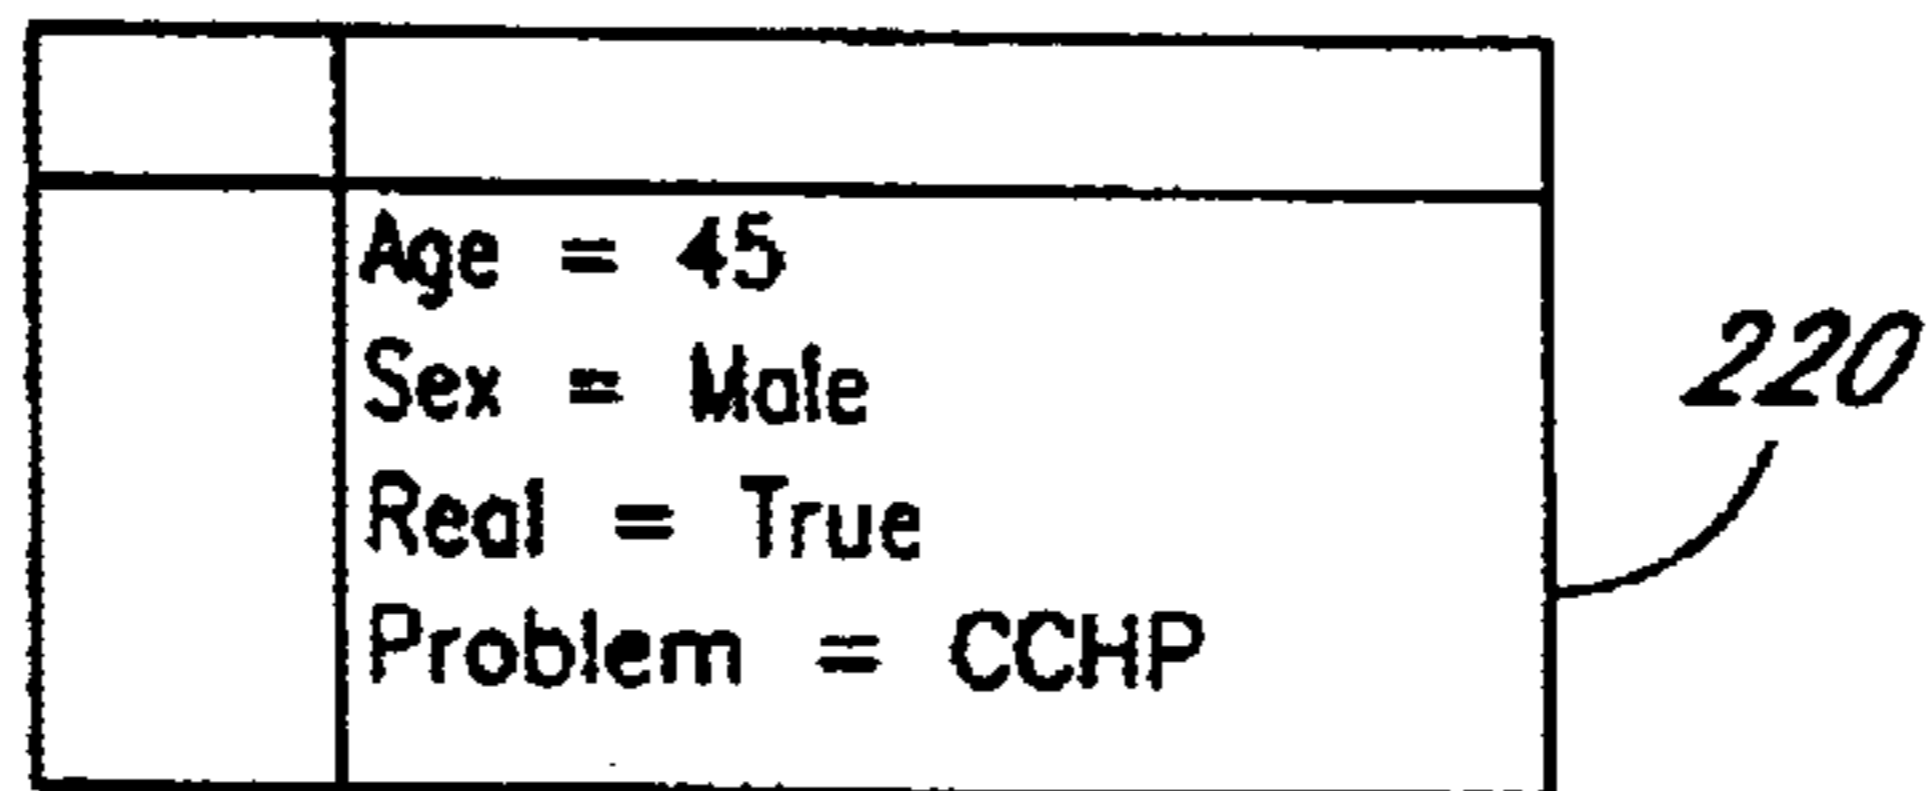 Age = 45
Sex = Male
Real = True
Problem = CCHP
220